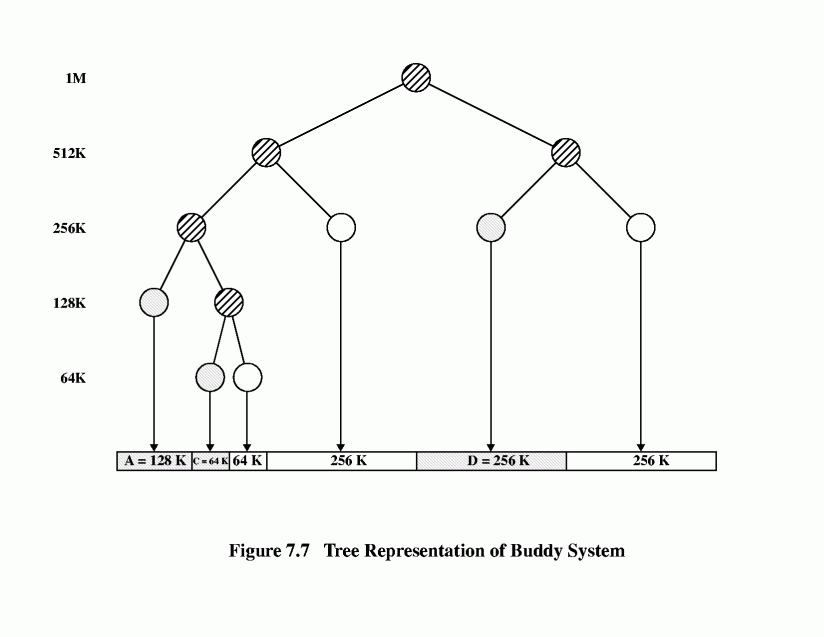 1M
512K
256K
128K
64K
A = 128 K C = 64 K 64 K 256 K D = 256 K 256 K
Figure 7.7 Tree Representation of Buddy System